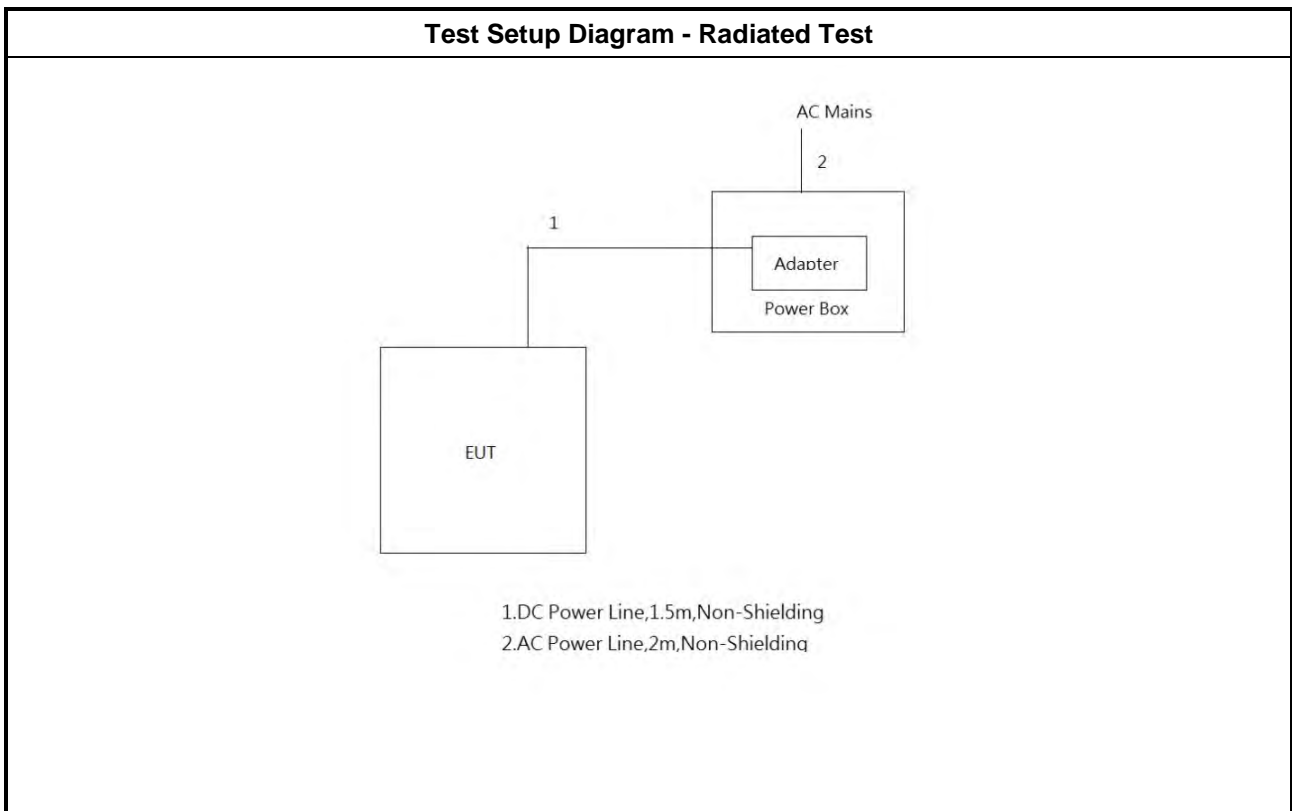 Test Setup Diagram - Radiated Test
AC Mains
2
1
Adapter
Power Box
EUT
1.DC Power Line,1.5m,Non-Shielding
2.AC Power Line,2m,Non-Shielding